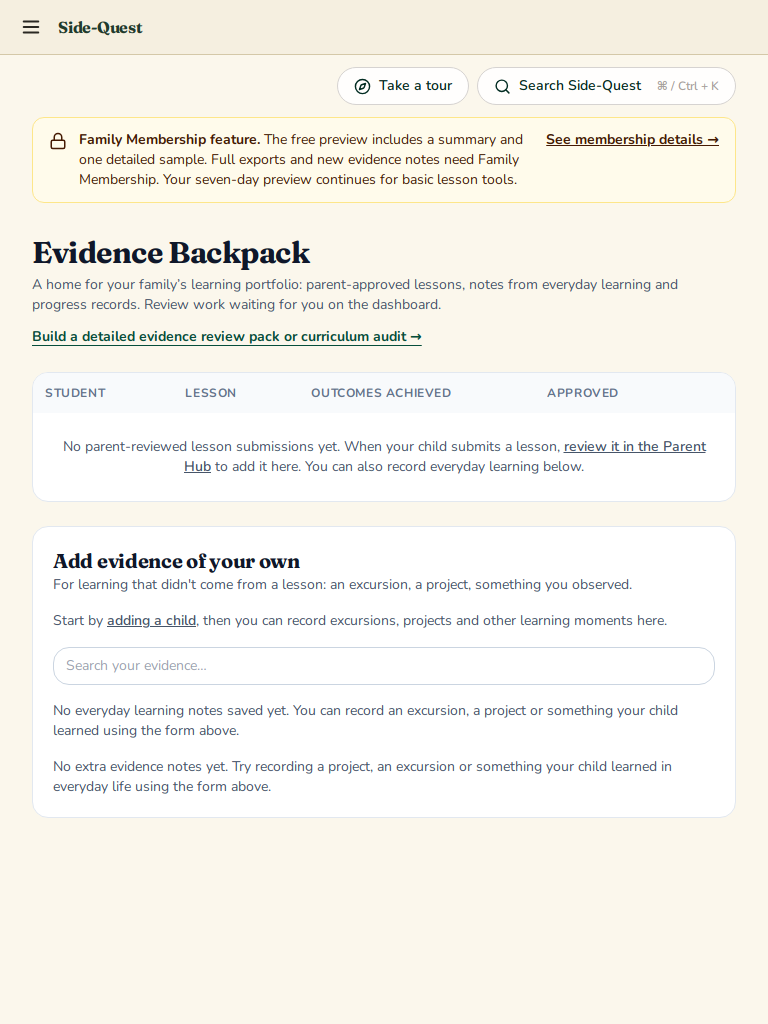 Side-Quest
Take a tour
Search Side-Quest ⌘ / Ctrl + K
Family Membership feature. The free preview includes a summary and
one detailed sample. Full exports and new evidence notes need Family
Membership. Your seven-day preview continues for basic lesson tools.
See membership details →
Evidence Backpack
A home for your family’s learning portfolio: parent-approved lessons, notes from everyday learning and
progress records. Review work waiting for you on the dashboard.
Build a detailed evidence review pack or curriculum audit →
STUDENT LESSON OUTCOMES ACHIEVED APPROVED
No parent-reviewed lesson submissions yet. When your child submits a lesson, review it in the Parent
Hub to add it here. You can also record everyday learning below.
Add evidence of your own
For learning that didn't come from a lesson: an excursion, a project, something you observed.
Start by adding a child, then you can record excursions, projects and other learning moments here.
Search your evidence...
No everyday learning notes saved yet. You can record an excursion, a project or something your child
learned using the form above.
No extra evidence notes yet. Try recording a project, an excursion or something your child learned in
everyday life using the form above.